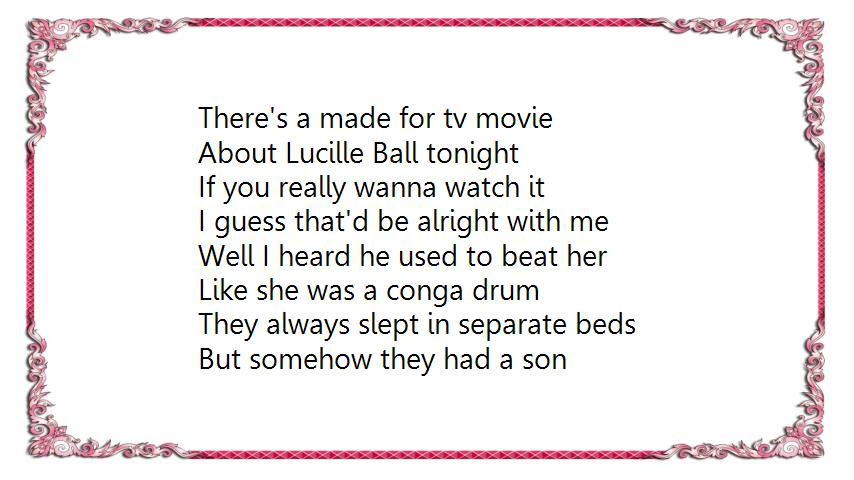 There's a made for tv movie
About Lucille Ball tonight
If you really wanna watch it
I guess that'd be alright with me
Well I heard he used to beat her
Like she was a conga drum
They always slept in separate beds
But somehow they had a son